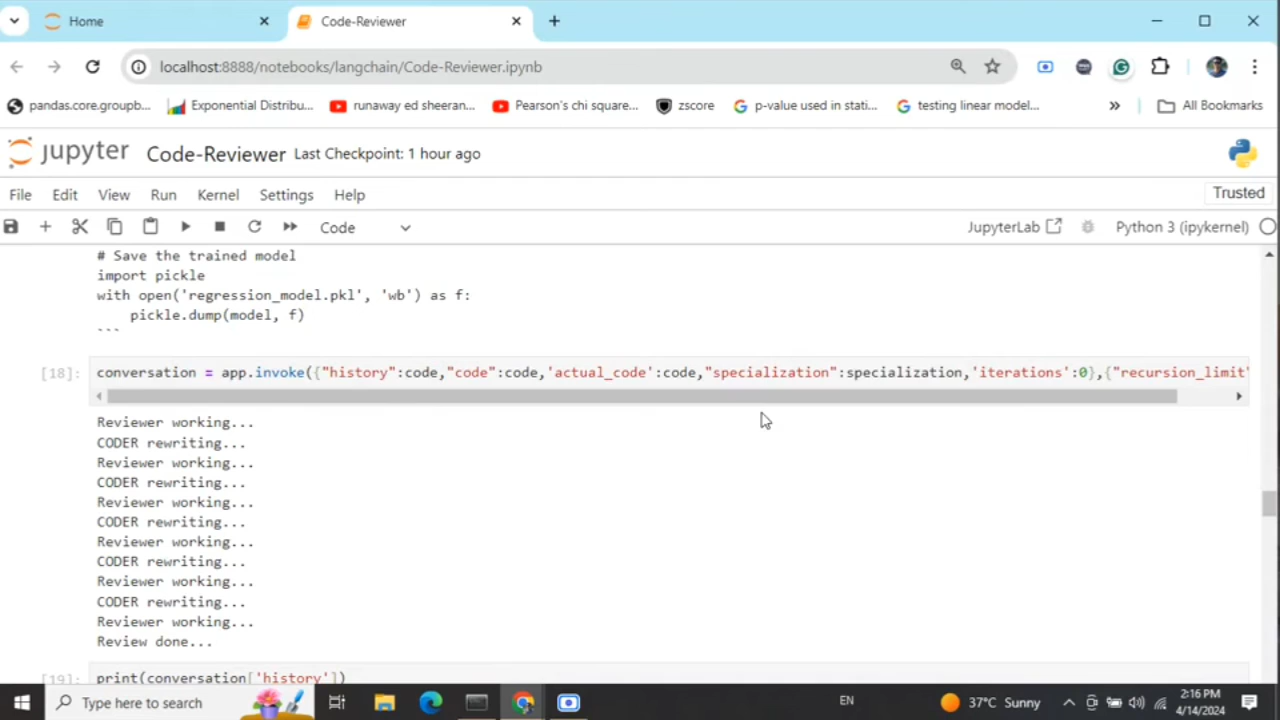 Home
Code-Reviewer
localhost:8888/notebooks/langchain/Code-Reviewer.ipynb
pandas.core.groupb...
Exponential Distribu...
runaway ed sheeran...
Pearson's chi square...
zscore
p-value used in stati...
testing linear model...
All Bookmarks
jupyter Code-Reviewer Last Checkpoint: 1 hour ago
File Edit View Run Kernel Settings Help
Trusted
Code
JupyterLab
Python 3 (ipykernel)
# Save the trained model
import pickle
with open('regression_model.pkl', 'wb') as f:
    pickle.dump(model, f)
```
[18]: conversation = app.invoke({"history":code,"code":code,'actual_code':code,"specialization":specialization,'iterations':0},{"recursion_limit'
Reviewer working...
CODER rewriting...
Reviewer working...
CODER rewriting...
Reviewer working...
CODER rewriting...
Reviewer working...
CODER rewriting...
Reviewer working...
CODER rewriting...
Reviewer working...
Review done...
[19]: print(conversation['history'])
Type here to search
EN
37°C Sunny
2:16 PM
4/14/2024